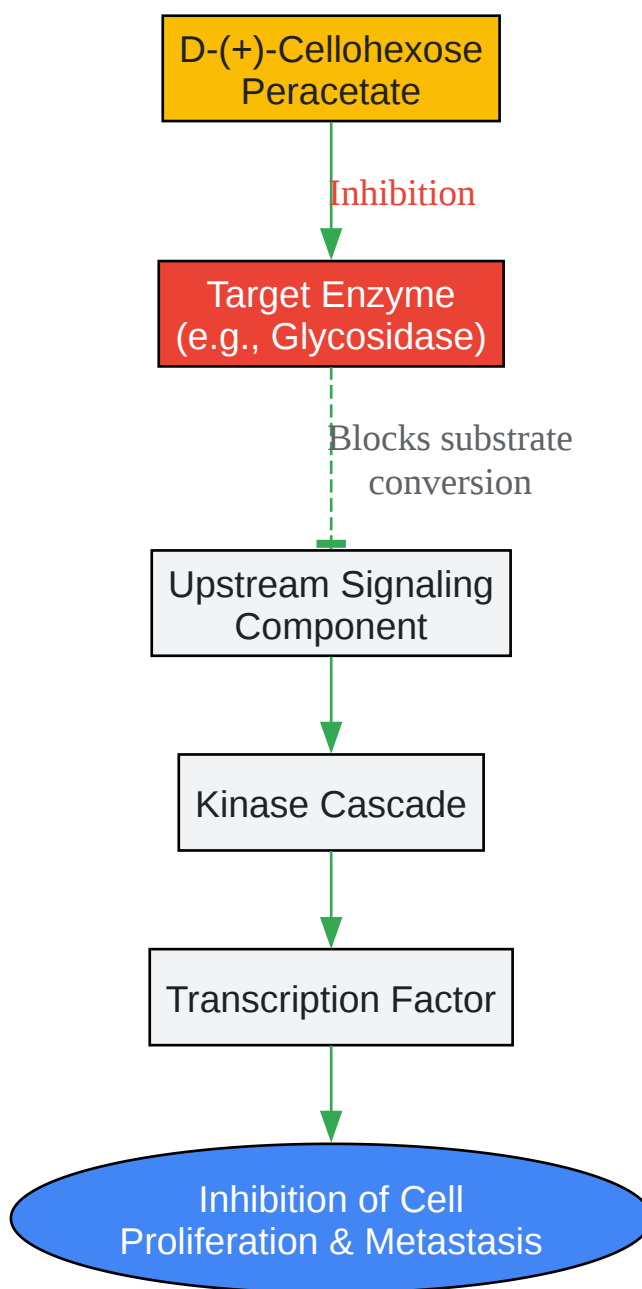 D-(+)-Cellohexose
Peracetate
Inhibition
Target Enzyme
(e.g., Glycosidase)
Blocks substrate
conversion
Upstream Signaling
Component
Kinase Cascade
Transcription Factor
Inhibition of Cell
Proliferation & Metastasis